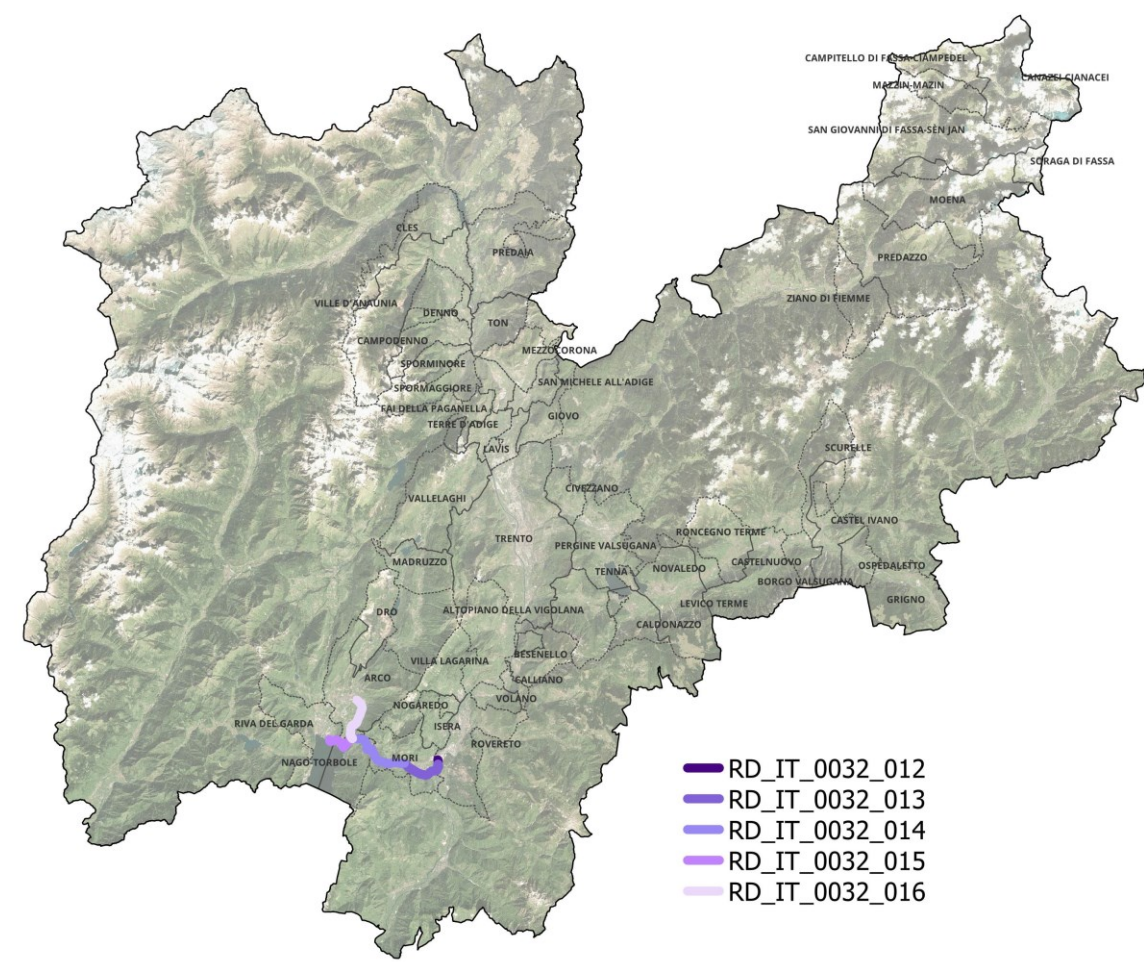 CAMPITELLO DI FASSA-CIAMPEDEL
CANAZEI-CIANACEI
MAZZIN-MAZIN
SAN GIOVANNI DI FASSA-SÈN JAN
SORAGA DI FASSA
MOENA
CLES
PREDAIA
PREDAZZO
VILLE D'ANAUNIA
ZIANO DI FIEMME
DENNO
TON
CAMPODENNO
MEZZOCORONA
SPORMINORE
SAN MICHELE ALL'ADIGE
SPORMAGGIORE
FAI DELLA PAGANELLA
GIOVO
TERRE D'ADIGE
LAVIS
SCURELLE
CIVEZZANO
VALLELAGHI
CASTEL IVANO
RONCEGNO TERME
TRENTO
PERGINE VALSUGANA
MADRUZZO
CASTELNUOVO
OSPEDALETTO
TENNA
NOVALEDO
BORGO VALSUGANA
GRIGNO
LEVICO TERME
DRO
ALTOPIANO DELLA VIGOLANA
CALDONAZZO
BESENELLO
VILLA LAGARINA
ARCO
CALLIANO
VOLANO
NOGAREDO
RIVA DEL GARDA
ISERA
ROVERETO
MORI
NAGO-TORBOLE
RD_IT_0032_012
RD_IT_0032_013
RD_IT_0032_014
RD_IT_0032_015
RD_IT_0032_016